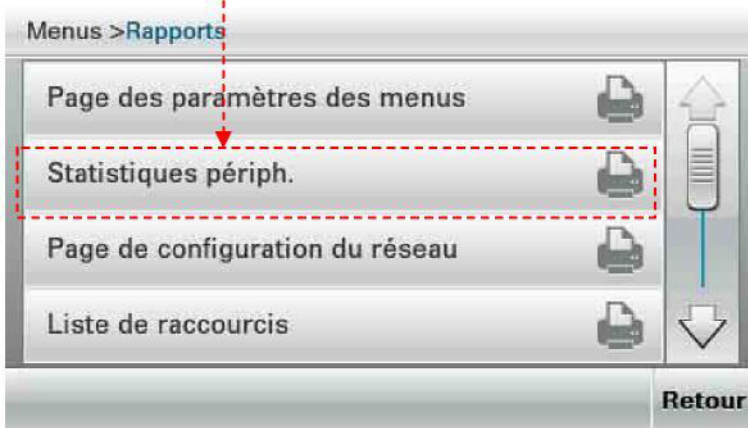 Menus >Rapports
Page des paramètres des menus
Statistiques périph.
Page de configuration du réseau
Liste de raccourcis
Retour